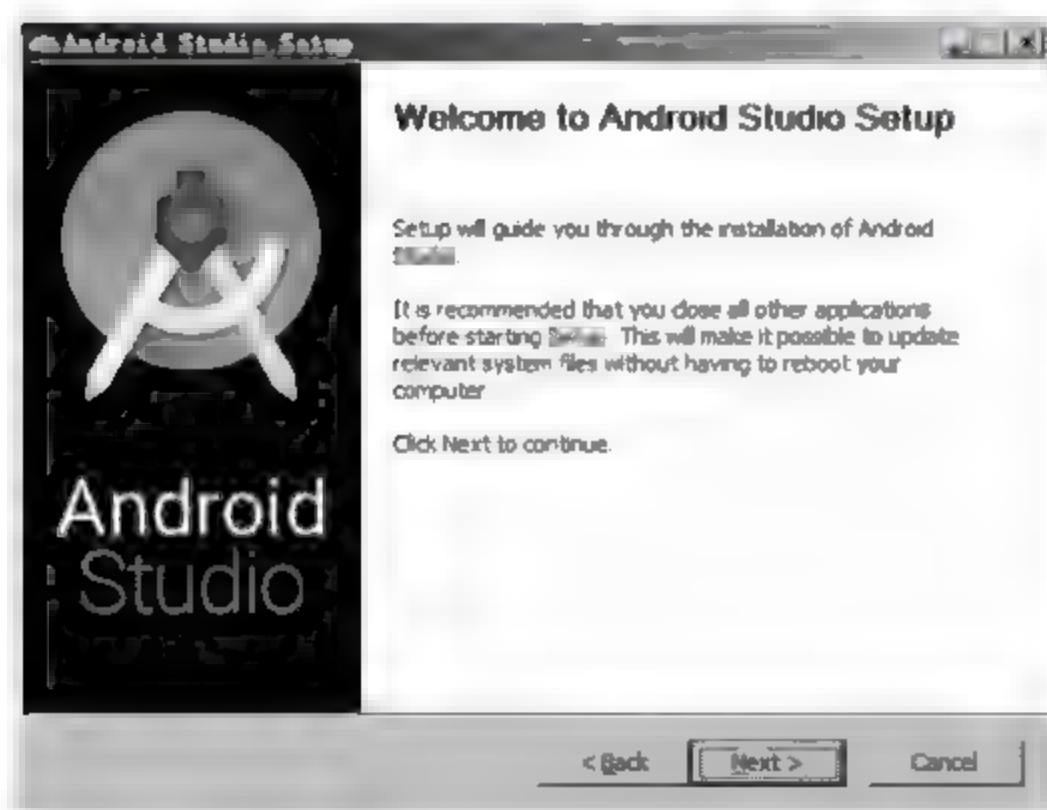 Android Studio Setup
Welcome to Android Studio Setup
Setup will guide you through the installation of Android
It is recommended that you close all other applications
before starting This will make it possible to update
relevant system files without having to reboot your
computer
Click Next to continue.
Android
Studio
< Back Next > Cancel